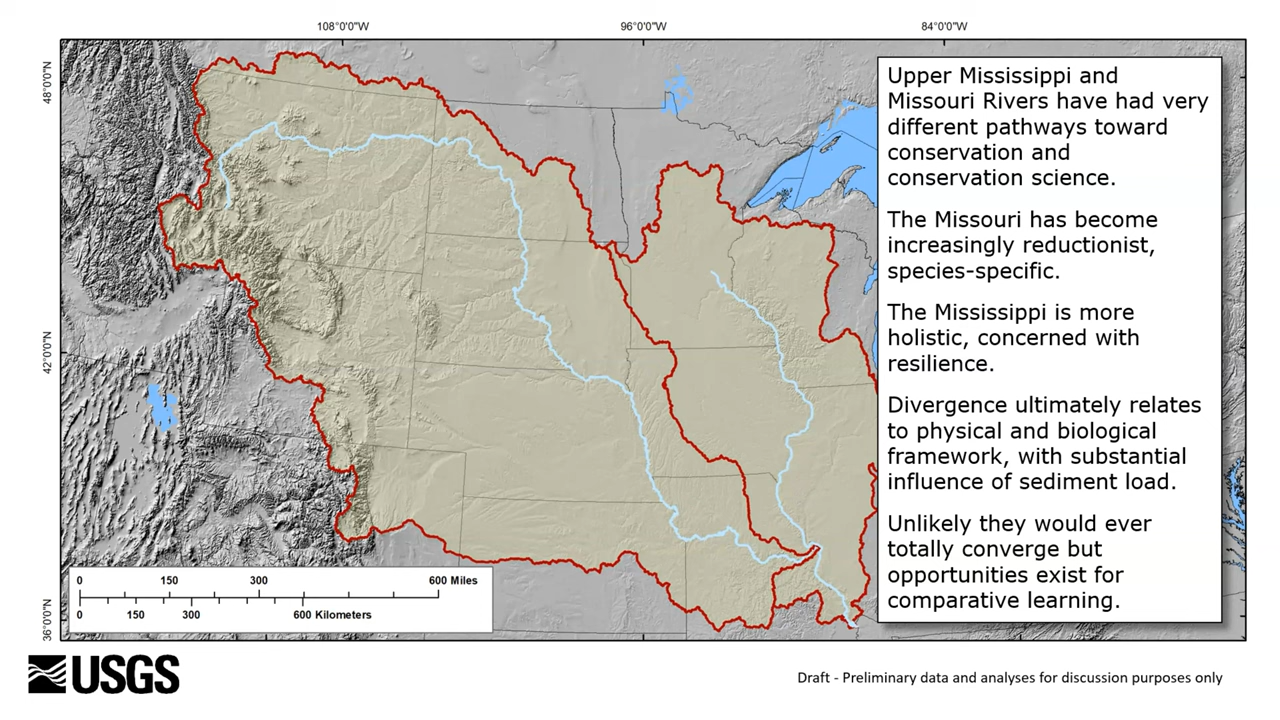 108°0'0"W
96°0'0"W
84°0'0"W
48°0'0"N
42°0'0"N
36°0'0"N
Upper Mississippi and
Missouri Rivers have had very
different pathways toward
conservation and
conservation science.
The Missouri has become
increasingly reductionist,
species-specific.
The Mississippi is more
holistic, concerned with
resilience.
Divergence ultimately relates
to physical and biological
framework, with substantial
influence of sediment load.
Unlikely they would ever
totally converge but
opportunities exist for
comparative learning.
0 150 300 600 Miles
0 150 300 600 Kilometers
USGS
Draft - Preliminary data and analyses for discussion purposes only